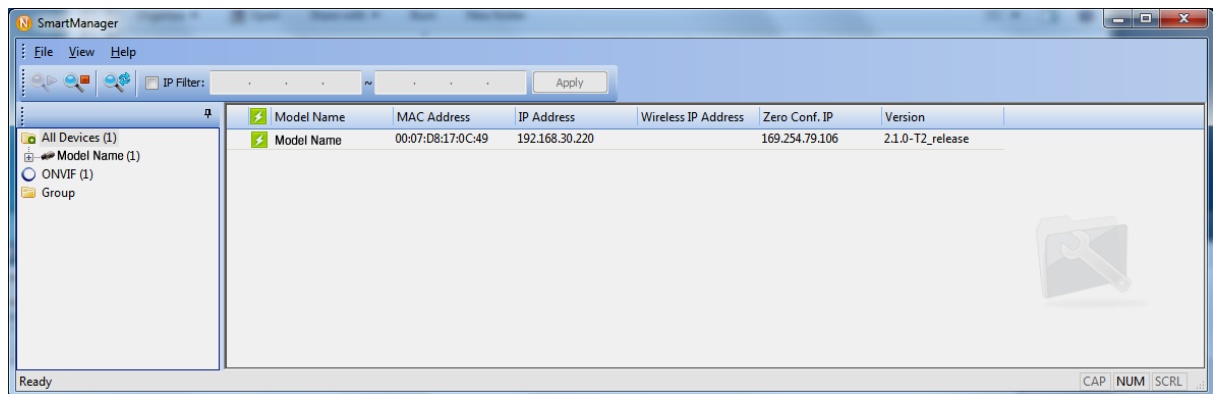 SmartManager
File View Help
IP Filter: . . . ~ . . . Apply
All Devices (1)
Model Name (1)
ONVIF (1)
Group
Model Name MAC Address IP Address Wireless IP Address Zero Conf. IP Version
Model Name 00:07:D8:17:0C:49 192.168.30.220 169.254.79.106 2.1.0-T2_release
Ready CAP NUM SCRL